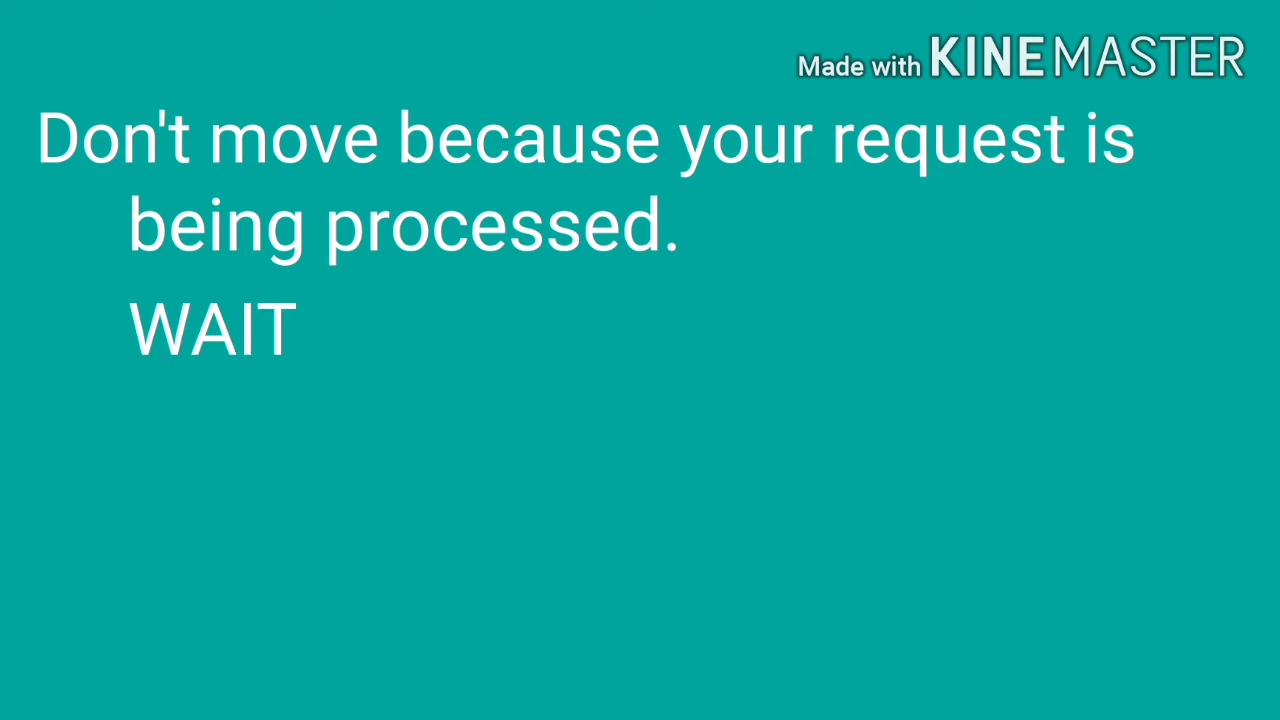 Made with KINEMASTER
Don't move because your request is
being processed.
WAIT